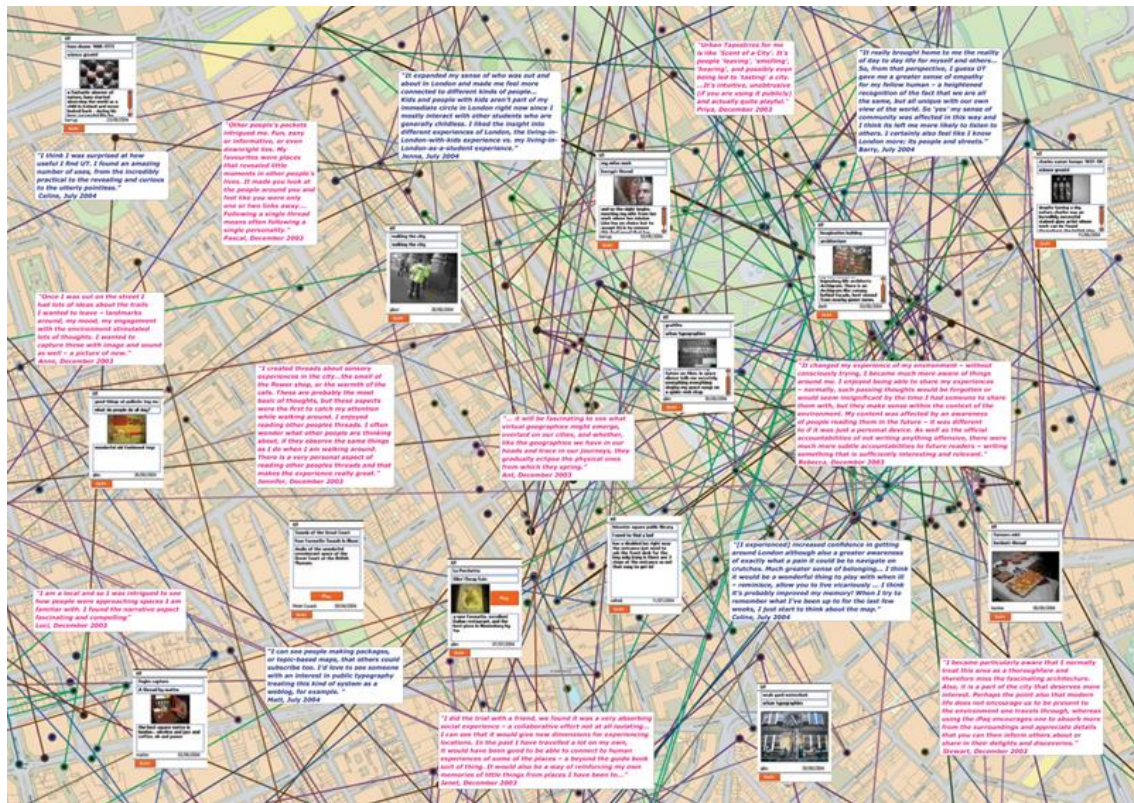 "It expanded my sense of who was out and
about in London and made me feel more
connected to different kinds of people...
Kids and people with kids aren't part of my
immediate circle in London right now since I
mostly interact with other students who are
generally childless. I liked the insight into
different experiences of London, the living-in-
London-with-kids experience vs. my living-in-
London-as-a-student experience."
Jenna, July 2004
"Urban Tapestries for me
is like 'Scent of a City'. It's
people 'leaving', 'smelling',
'hearing', and possibly even
being led to 'tasting' a city.
...It's intuitive, unobtrusive
(if you are using it publicly)
and actually quite playful."
Priya, December 2003
"It really brought home to me the reality
of day to day life for myself and others...
So, from that perspective, I guess UT
gave me a greater sense of empathy
for my fellow human – a heightened
recognition of the fact that we are all
the same, but all unique with our own
view of the world. So 'yes' my sense of
community was affected in this way and
I think its left me more likely to listen to
others. I certainly also feel like I know
London more: its people and streets."
Barry, July 2004
"I think I was surprised at how
useful I find UT. I found an amazing
number of uses, from the incredibly
practical to the revealing and curious
to the utterly pointless."
Celine, July 2004
"Other people's pockets
intrigued me. Fun, easy
or informative, or even
downright lies. My
favourites were places
that revealed little
moments in other people's
lives. It made you look at
the people around you and
feel like you were only
one or two links away...
Following a single thread
means often following a
single personality."
Pascal, December 2003
walking the city
walking the city
imagination building
architecture
"Once I was out on the street I
had lots of ideas about the trails
I wanted to leave – landmarks
around, my mood, my engagement
with the environment stimulated
lots of thoughts. I wanted to
capture these with image and sound
as well – a picture of now."
Anne, December 2003
graffito
urban typographies
"I created threads about sensory
experiences in the city...the smell of
the flower shop, or the warmth of the
cafe. These are probably the most
basic of thoughts, but these aspects
were the first to catch my attention
while walking around. I enjoyed
reading other peoples threads. I often
wonder what other people are thinking
about, if they observe the same things
as I do when I am walking around.
There is a very personal aspect of
reading other peoples threads and that
makes the experience really great."
Jennifer, December 2003
"It changed my experience of my environment – without
consciously trying, I became much more aware of things
around me. I enjoyed being able to share my experiences
– normally, such passing thoughts would be forgotten or
would seem insignificant by the time I had someone to share
them with, but they make sense within the context of the
environment. My content was affected by an awareness
of people reading them in the future – it was different
to if it was just a personal device. As well as the official
accountabilities of not writing anything offensive, there were
much more subtle accountabilities to future readers – writing
something that is sufficiently interesting and relevant."
Rebecca, December 2003
what do people do all day?
"... it will be fascinating to see what
virtual geographies might emerge,
overlaid on our cities, and whether,
like the geographies we have in our
heads and trace in our journeys, they
gradually eclipse the physical ones
from which they spring."
Ant, December 2003
Sounds of the Great Court
Your Favourite Sounds in Bloom
Audio of the wonderful
reverberant space of the
Great Court at the British
Museum.
Play
leicester square public library
"[I experienced] increased confidence in getting
around London although also a greater awareness
of exactly what a pain it could be to navigate on
crutches. Much greater sense of belonging... I think
it would be a wonderful thing to play with when ill
– reminisce, allow you to live vicariously ... I think
it's probably improved my memory! When I try to
remember what I've been up to for the last few
weeks, I just start to think about the map."
Celine, July 2004
Play
"I am a local and so I was intrigued to see
how people were approaching spaces I am
familiar with. I found the narrative aspect
fascinating and compelling"
Luci, December 2003
"I can see people making packages,
or topic-based maps, that others could
subscribe too. I'd love to see someone
with an interest in public typography
treating this kind of system as a
weblog, for example. "
Matt, July 2004
"I became particularly aware that I normally
treat this area as a thoroughfare and
therefore miss the fascinating architecture.
Also, it is a part of the city that deserves more
interest. Perhaps the point also that modern
life does not encourage us to be present to
the environment one travels through, whereas
using the iPaq encourages one to absorb more
from the surroundings and appreciate details
that you can then inform others about or
share in their delights and discoveries."
Stewart, December 2003
urban typographies
"I did the trial with a friend, we found it was a very absorbing
social experience – a collaborative effort not at all isolating...
I can see that it would give new dimensions for experiencing
locations. In the past I have travelled a lot on my own,
it would have been good to be able to connect to human
experiences of some of the places – a beyond the guide book
sort of thing. It would also be a way of reinforcing my own
memories of little things from places I have been to..."
Janet, December 2003